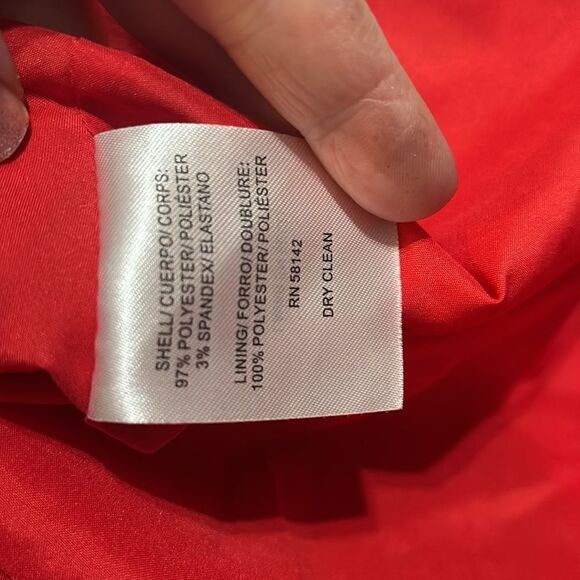 SHELL/ CUERPO/ CORPS:
97% POLYESTER/ POLIÉSTER
3% SPANDEX/ ELASTANO
LINING/ FORRO/ DOUBLURE:
100% POLYESTER/ POLIÉSTER
RN 58142
DRY CLEAN